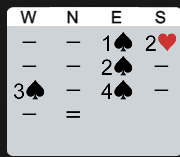 W N E S
– – 1♠ 2♥
– – 2♠ –
3♠ – 4♠ –
– =